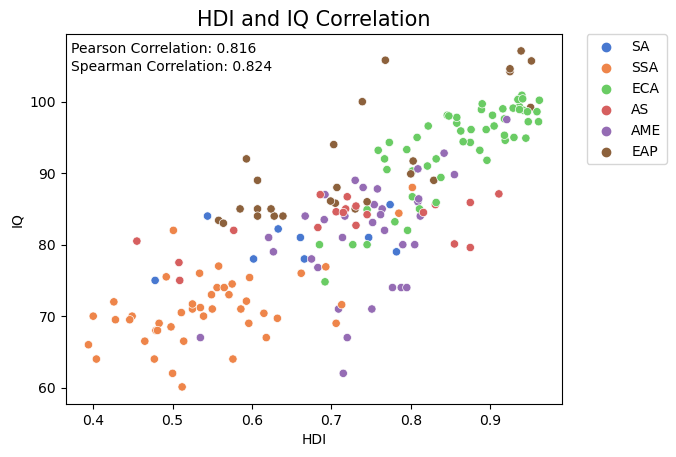 HDI and IQ Correlation
Pearson Correlation: 0.816
Spearman Correlation: 0.824
SA
SSA
ECA
AS
AME
EAP
IQ
100
90
80
70
60
0.4 0.5 0.6 0.7 0.8 0.9
HDI